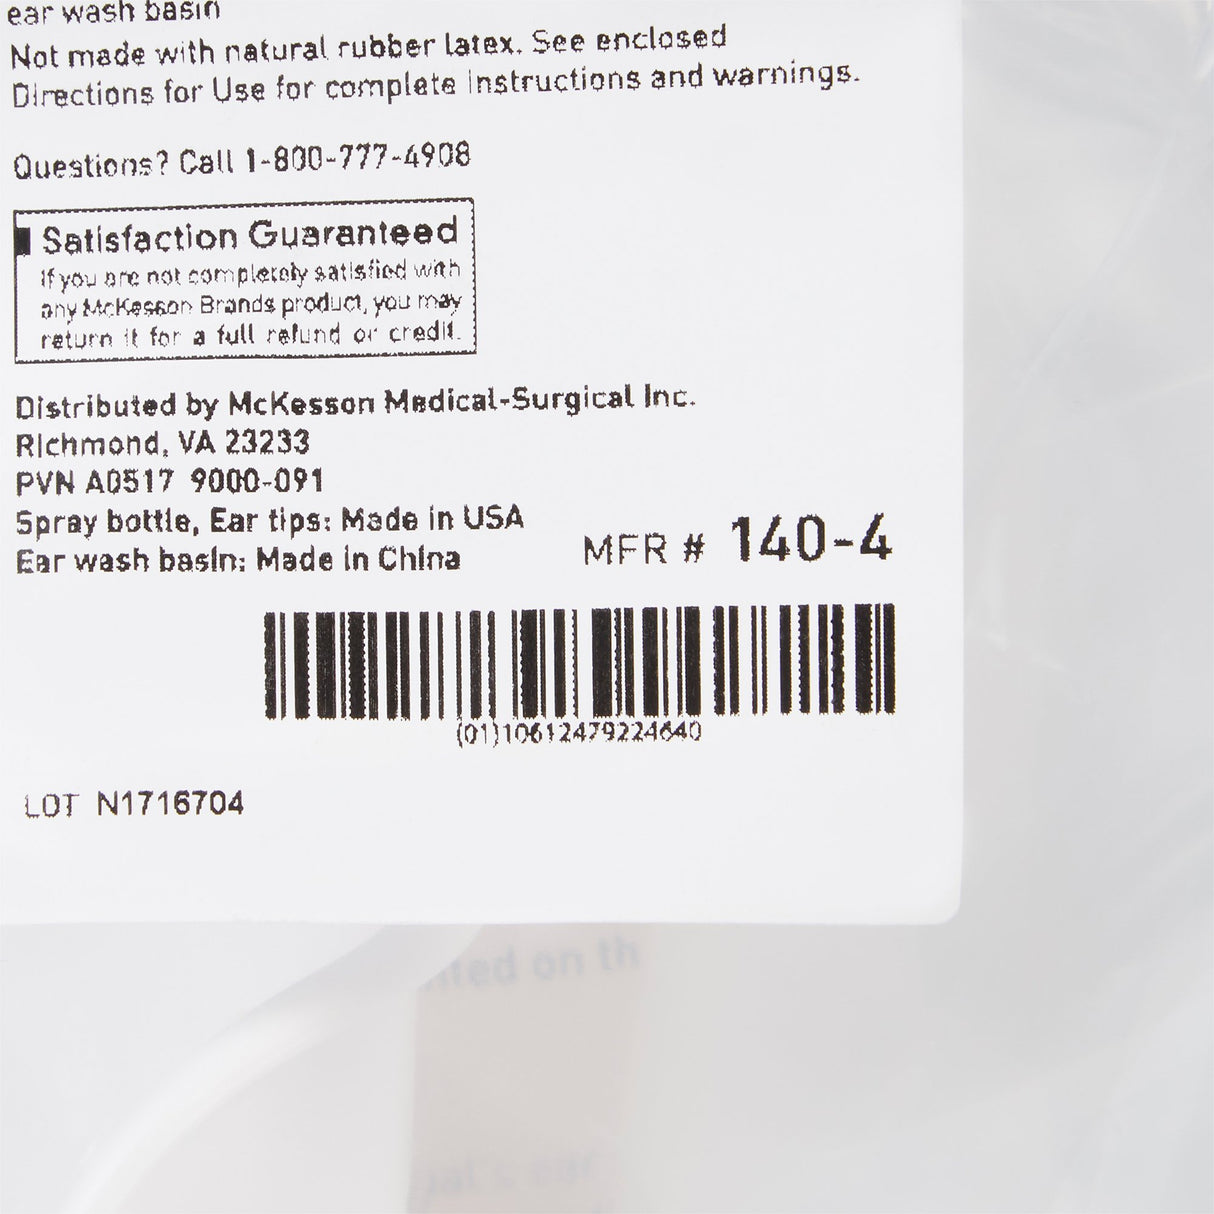 ear wash basin
Not made with natural rubber latex. See enclosed
Directions for Use for complete instructions and warnings.
Questions? Call 1-800-777-4908
Satisfaction Guaranteed
If you are not completely satisfied with
any McKesson Brands product, you may
return it for a full refund or credit.
Distributed by McKesson Medical-Surgical Inc.
Richmond, VA 23233
PVN A0517 9000-091
Spray bottle, Ear tips: Made in USA
Ear wash basin: Made in China
MFR # 140-4
(01)10612479224640
LOT N1716704
on th
ear